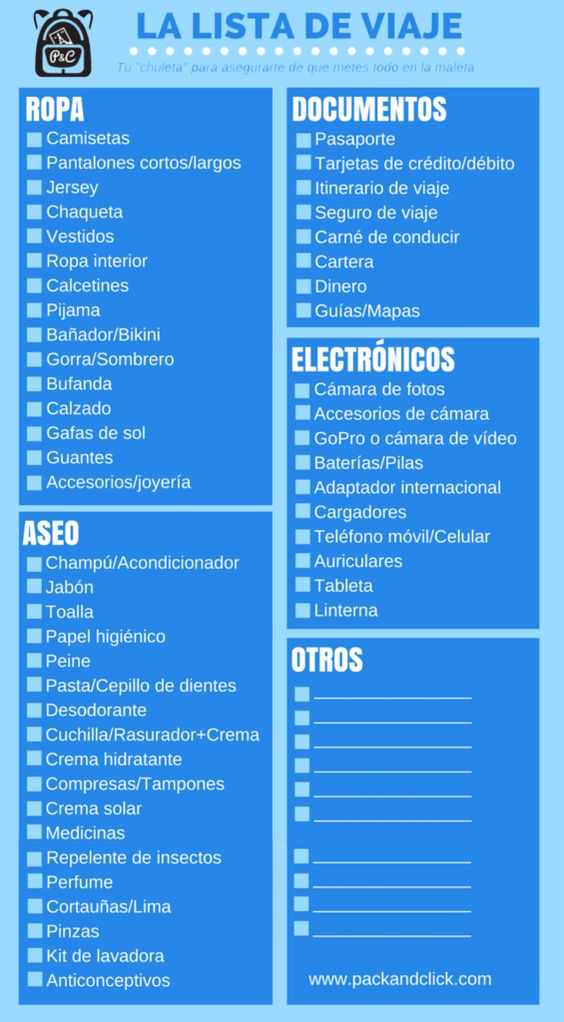 P&C
LA LISTA DE VIAJE
Tu "chuleta" para asegurarte de que metes todo en la maleta
ROPA
Camisetas
Pantalones cortos/largos
Jersey
Chaqueta
Vestidos
Ropa interior
Calcetines
Pijama
Bañador/Bikini
Gorra/Sombrero
Bufanda
Calzado
Gafas de sol
Guantes
Accesorios/joyería
ASEO
Champú/Acondicionador
Jabón
Toalla
Papel higiénico
Peine
Pasta/Cepillo de dientes
Desodorante
Cuchilla/Rasurador+Crema
Crema hidratante
Compresas/Tampones
Crema solar
Medicinas
Repelente de insectos
Perfume
Cortauñas/Lima
Pinzas
Kit de lavadora
Anticonceptivos
DOCUMENTOS
Pasaporte
Tarjetas de crédito/débito
Itinerario de viaje
Seguro de viaje
Carné de conducir
Cartera
Dinero
Guías/Mapas
ELECTRÓNICOS
Cámara de fotos
Accesorios de cámara
GoPro o cámara de vídeo
Baterías/Pilas
Adaptador internacional
Cargadores
Teléfono móvil/Celular
Auriculares
Tableta
Linterna
OTROS
www.packandclick.com